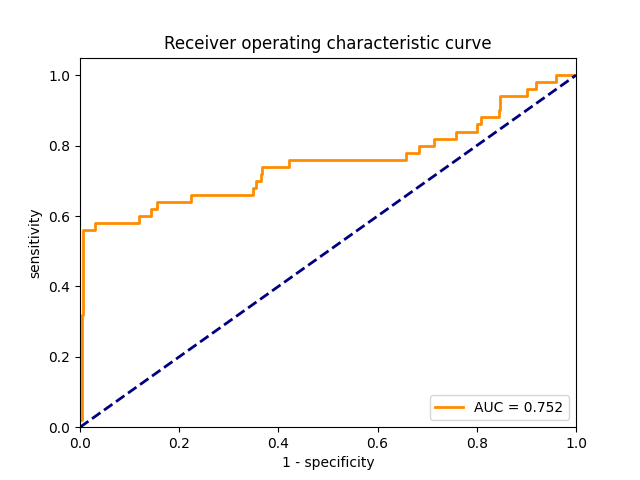 Receiver operating characteristic curve
1.0
0.8
0.6
0.4
0.2
0.0
sensitivity
AUC = 0.752
0.0 0.2 0.4 0.6 0.8 1.0
1 - specificity